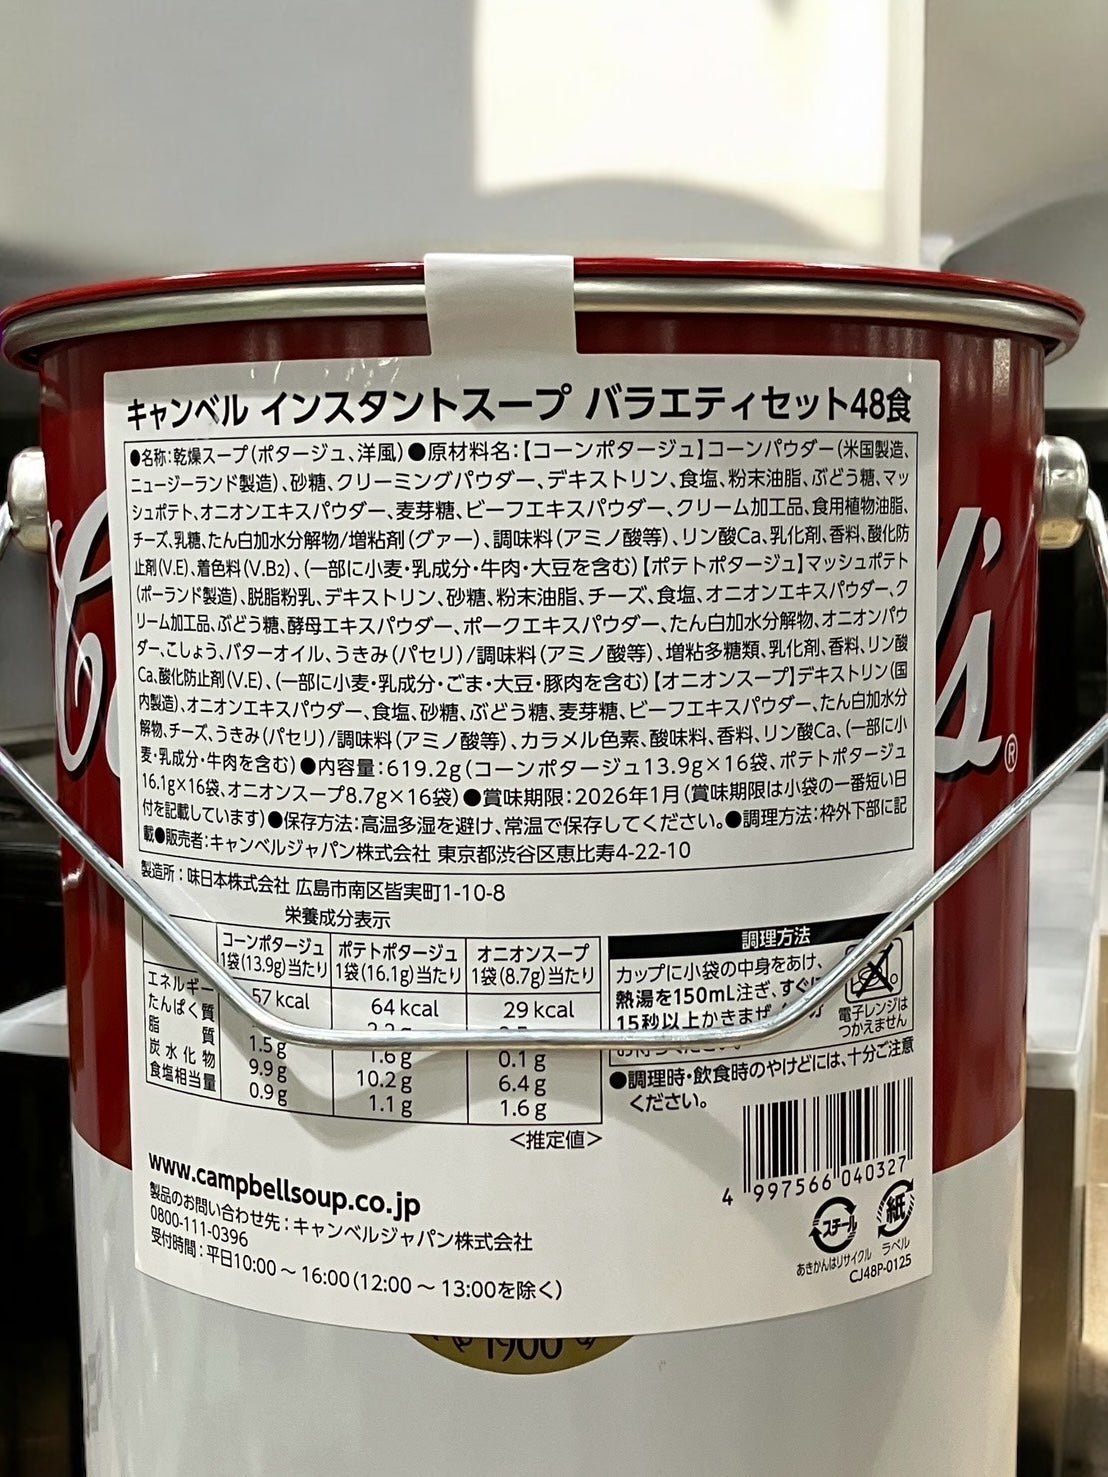 キャンベル インスタントスープ バラエティセット48食
●名称:乾燥スープ(ポタージュ、洋風)●原材料名:【コーンポタージュ】コーンパウダー(米国製造、
ニュージーランド製造)、砂糖、クリーミングパウダー、デキストリン、食塩、粉末油脂、ぶどう糖、マッ
シュポテト、オニオンエキスパウダー、麦芽糖、ビーフエキスパウダー、クリーム加工品、食用植物油脂、
チーズ、乳糖、たん白加水分解物/増粘剤(グァー)、調味料(アミノ酸等)、リン酸Ca、乳化剤、香料、酸化防
止剤(V.E)、着色料(V.B2)、(一部に小麦・乳成分・牛肉・大豆を含む)【ポテトポタージュ】マッシュポテト
(ポーランド製造)、脱脂粉乳、デキストリン、砂糖、粉末油脂、チーズ、食塩、オニオンエキスパウダー、ク
リーム加工品、ぶどう糖、酵母エキスパウダー、ポークエキスパウダー、たん白加水分解物、オニオンパウ
ダー、こしょう、バターオイル、うきみ(パセリ)/調味料(アミノ酸等)、増粘多糖類、乳化剤、香料、リン酸
Ca、酸化防止剤(V.E)、(一部に小麦・乳成分・ごま・大豆・豚肉を含む)【オニオンスープ】デキストリン(国
内製造)、オニオンエキスパウダー、食塩、砂糖、ぶどう糖、麦芽糖、ビーフエキスパウダー、たん白加水分
解物、チーズ、うきみ(パセリ)/調味料(アミノ酸等)、カラメル色素、酸味料、香料、リン酸Ca、(一部に小
麦・乳成分・牛肉を含む)●内容量:619.2g(コーンポタージュ13.9g×16袋、ポテトポタージュ
16.1g×16袋、オニオンスープ8.7g×16袋)●賞味期限:2026年1月(賞味期限は小袋の一番短い日
付を記載しています)●保存方法:高温多湿を避け、常温で保存してください。●調理方法:枠外下部に記
載●販売者:キャンベルジャパン株式会社 東京都渋谷区恵比寿4-22-10
製造所:味日本株式会社 広島市南区皆実町1-10-8
栄養成分表示
コーンポタージュ 1袋(13.9g)当たり ポテトポタージュ 1袋(16.1g)当たり オニオンスープ 1袋(8.7g)当たり
エネルギー 57kcal 64kcal 29kcal
たんぱく質
脂質 1.5g 1.6g 0.1g
炭水化物 9.9g 10.2g 6.4g
食塩相当量 0.9g 1.1g 1.6g
<推定値>
調理方法
カップに小袋の中身をあけ、
熱湯を150mL注ぎ、すぐに
15秒以上かきまぜ
お待ちください。
電子レンジは
つかえません
●調理時・飲食時のやけどには、十分ご注意
ください。
4 997566 040327
スチール
あきかんはリサイクル
紙
ラベル
CJ48P-0125
www.campbellsoup.co.jp
製品のお問い合わせ先:キャンベルジャパン株式会社
0800-111-0396
受付時間:平日10:00~16:00(12:00~13:00を除く)
®
1900